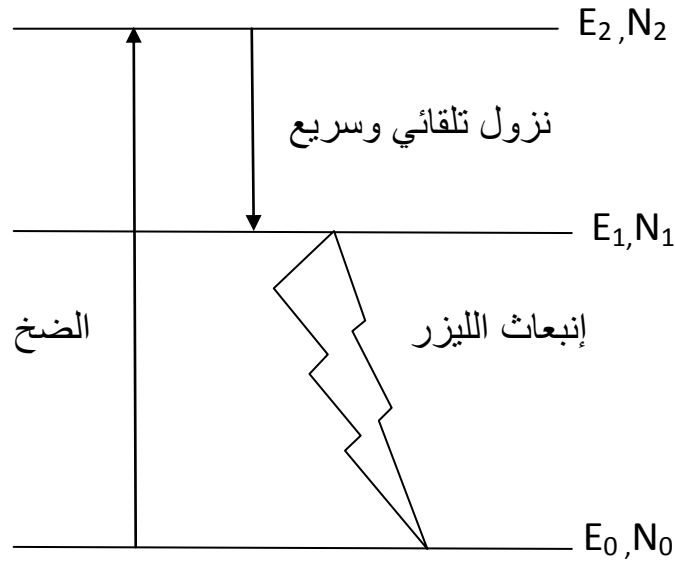 E₂ ,N₂
نزول تلقائي وسريع
E₁,N₁
الضخ
إنبعاث الليزر
E₀ ,N₀